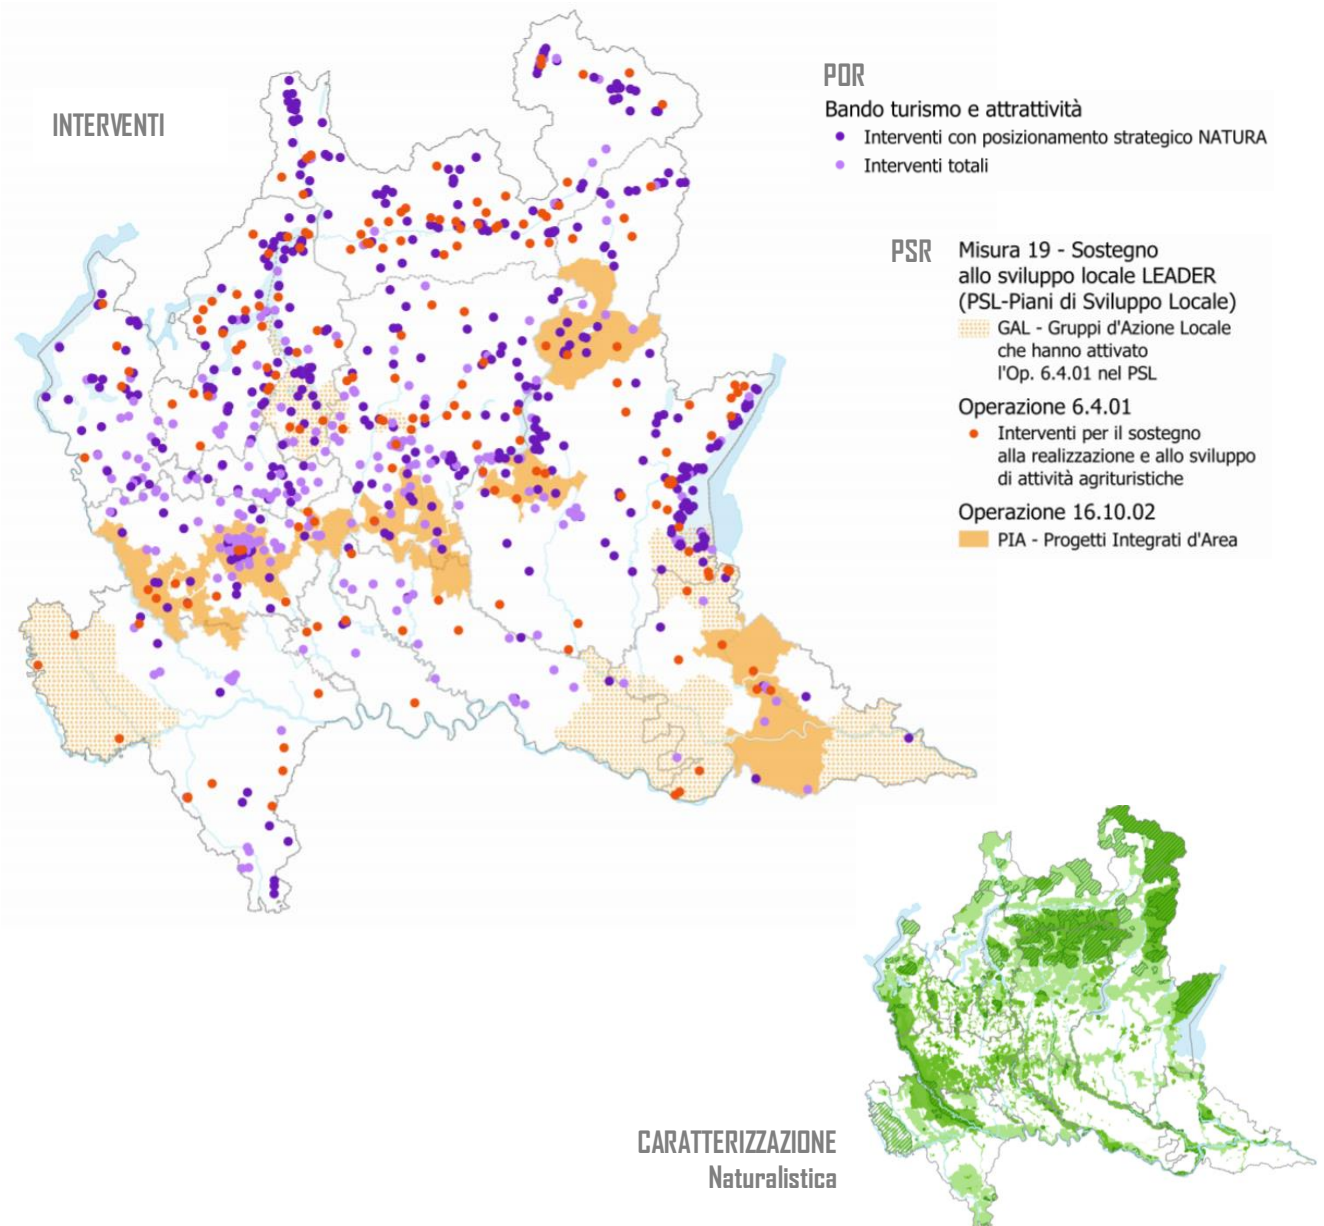 INTERVENTI
POR
Bando turismo e attrattività
Interventi con posizionamento strategico NATURA
Interventi totali
PSR
Misura 19 - Sostegno
allo sviluppo locale LEADER
(PSL-Piani di Sviluppo Locale)
GAL - Gruppi d'Azione Locale
che hanno attivato
l'Op. 6.4.01 nel PSL
Operazione 6.4.01
Interventi per il sostegno
alla realizzazione e allo sviluppo
di attività agrituristiche
Operazione 16.10.02
PIA - Progetti Integrati d'Area
CARATTERIZZAZIONE
Naturalistica